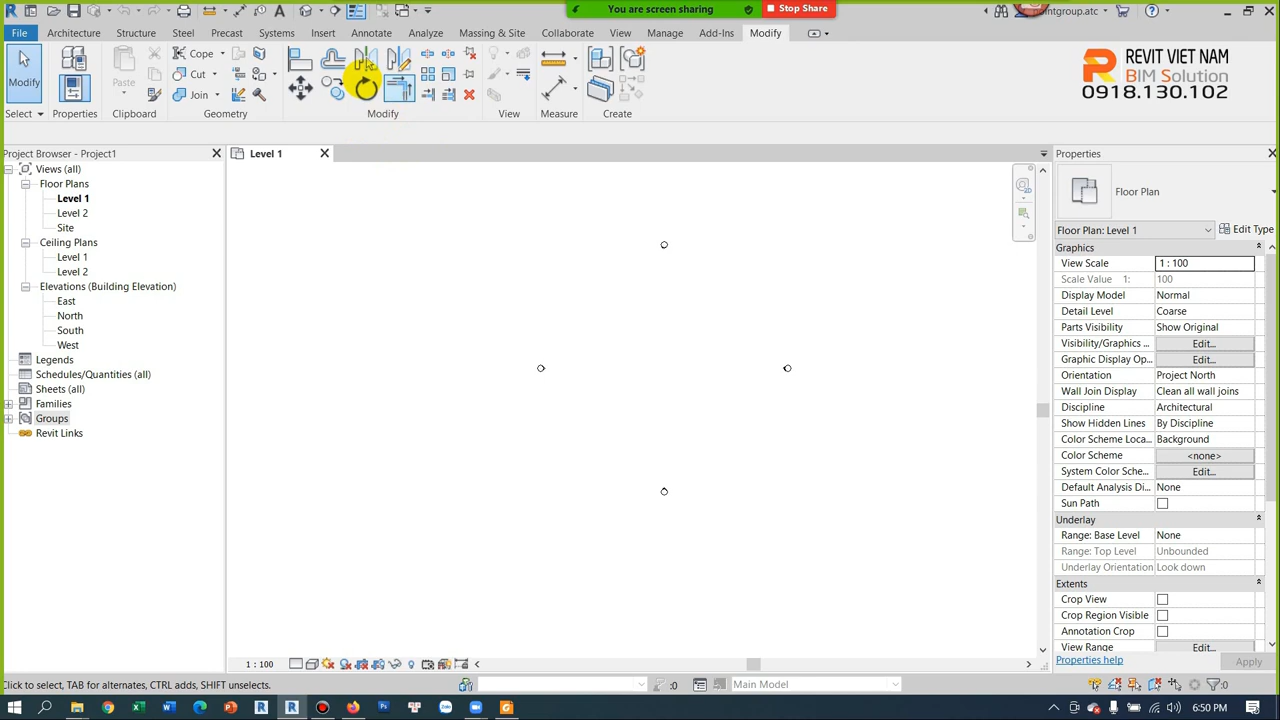 You are screen sharing
Stop Share
File
Architecture
Structure
Steel
Precast
Systems
Insert
Annotate
Analyze
Massing & Site
Collaborate
View
Manage
Add-Ins
Modify
Modify
Cope
Cut
Join
Paste
Select
Properties
Clipboard
Geometry
Modify
View
Measure
Create
REVIT VIET NAM
BIM Solution
0918.130.102
Project Browser - Project1
Views (all)
Floor Plans
Level 1
Level 2
Site
Ceiling Plans
Level 1
Level 2
Elevations (Building Elevation)
East
North
South
West
Legends
Schedules/Quantities (all)
Sheets (all)
Families
Groups
Revit Links
Level 1
1 : 100
Properties
Floor Plan
Floor Plan: Level 1
Edit Type
Graphics
View Scale 1 : 100
Scale Value 1: 100
Display Model Normal
Detail Level Coarse
Parts Visibility Show Original
Visibility/Graphics ... Edit...
Graphic Display Op... Edit...
Orientation Project North
Wall Join Display Clean all wall joins
Discipline Architectural
Show Hidden Lines By Discipline
Color Scheme Loca... Background
Color Scheme <none>
System Color Sche... Edit...
Default Analysis Di... None
Sun Path
Underlay
Range: Base Level None
Range: Top Level Unbounded
Underlay Orientation Look down
Extents
Crop View
Crop Region Visible
Annotation Crop
View Range Edit...
Properties help
Apply
Click to select, TAB for alternates, CTRL adds, SHIFT unselects.
:0
Main Model
:0
6:50 PM